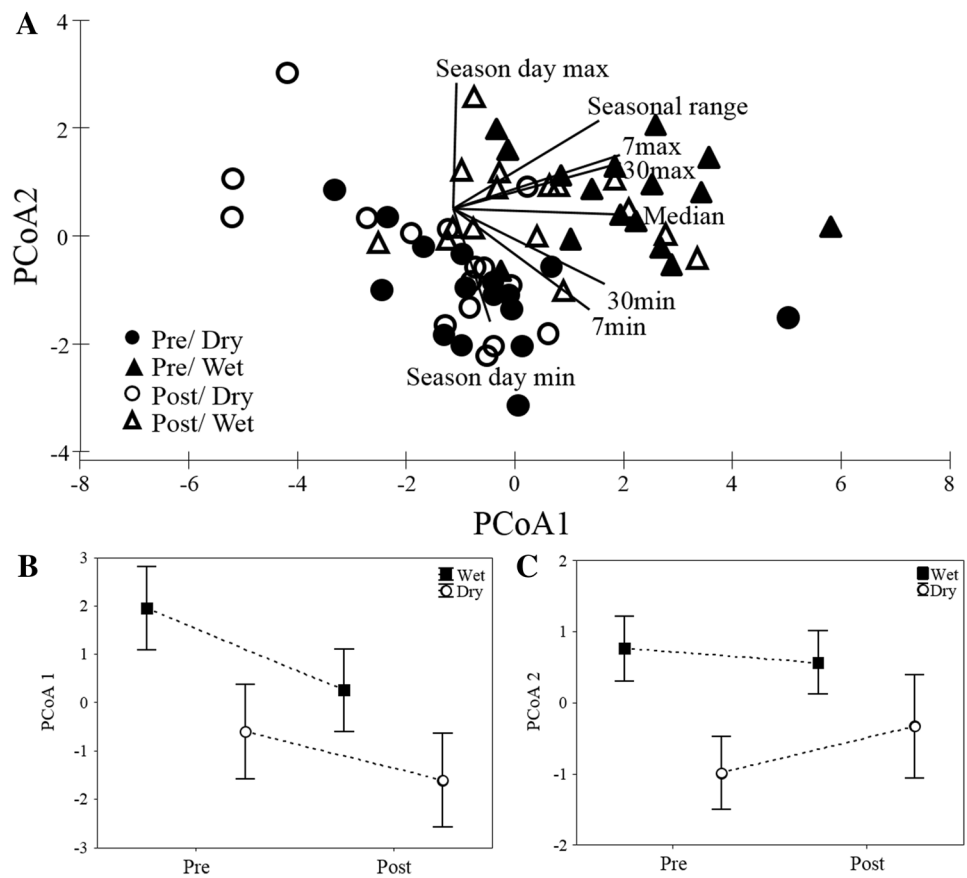 A
4
2
0
-2
-4
PCoA2
Season day max
Seasonal range
7max
30max
Median
30min
7min
Season day min
Pre/ Dry
Pre/ Wet
Post/ Dry
Post/ Wet
-8 -6 -4 -2 0 2 4 6 8
PCoA1
B
3
2
1
0
-1
-2
-3
PCoA 1
Wet
Dry
Pre Post
C
2
1
0
-1
-2
PCoA 2
Wet
Dry
Pre Post